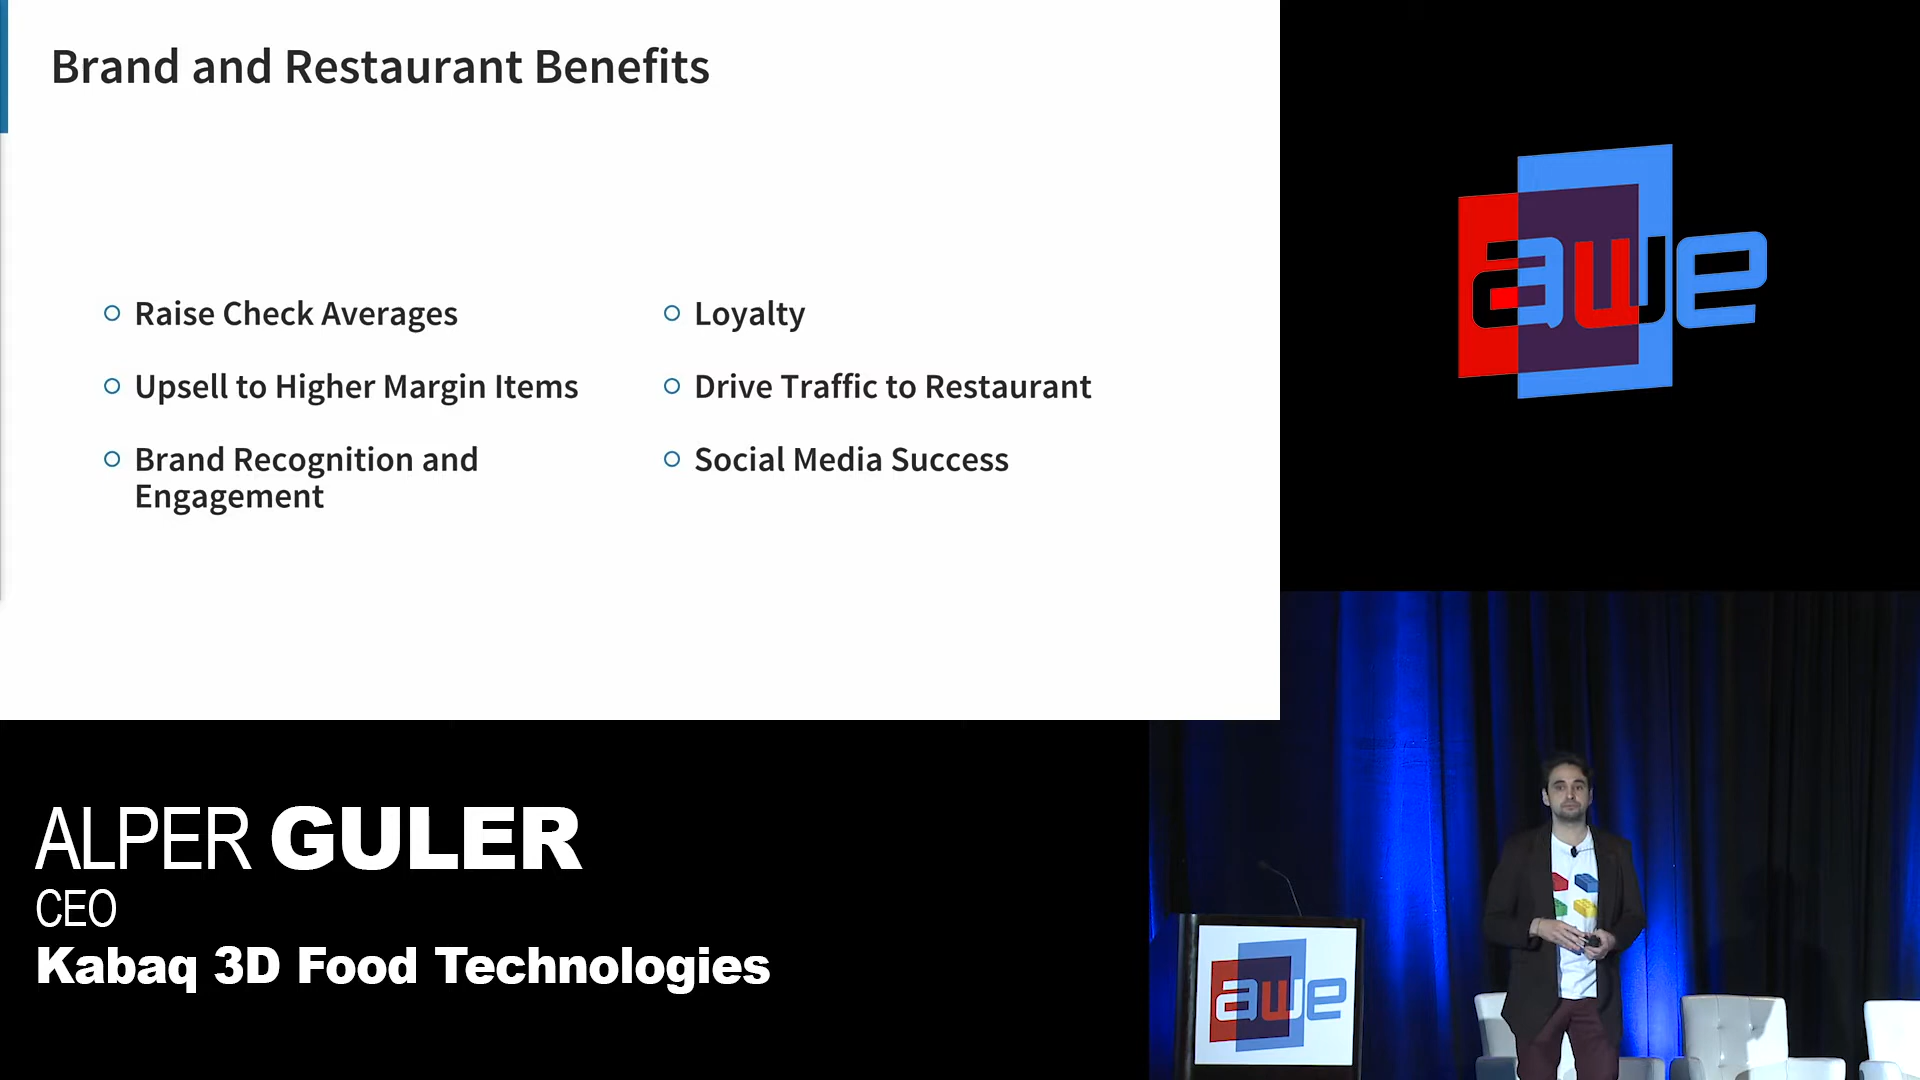 Brand and Restaurant Benefits
Raise Check Averages
Upsell to Higher Margin Items
Brand Recognition and
Engagement
Loyalty
Drive Traffic to Restaurant
Social Media Success
awe
ALPER GULER
CEO
Kabaq 3D Food Technologies
awe